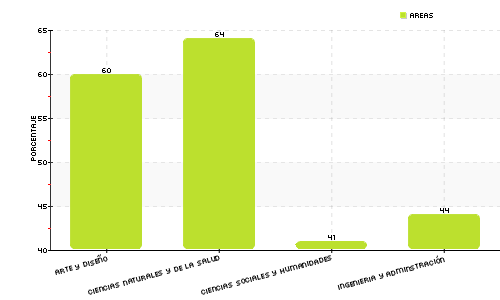 AREAS
65
60
55
50
45
40
PORCENTAJE
60
64
41
44
ARTE Y DISEÑO
CIENCIAS NATURALES Y DE LA SALUD
CIENCIAS SOCIALES Y HUMANIDADES
INGENIERIA Y ADMINSTRACIÓN